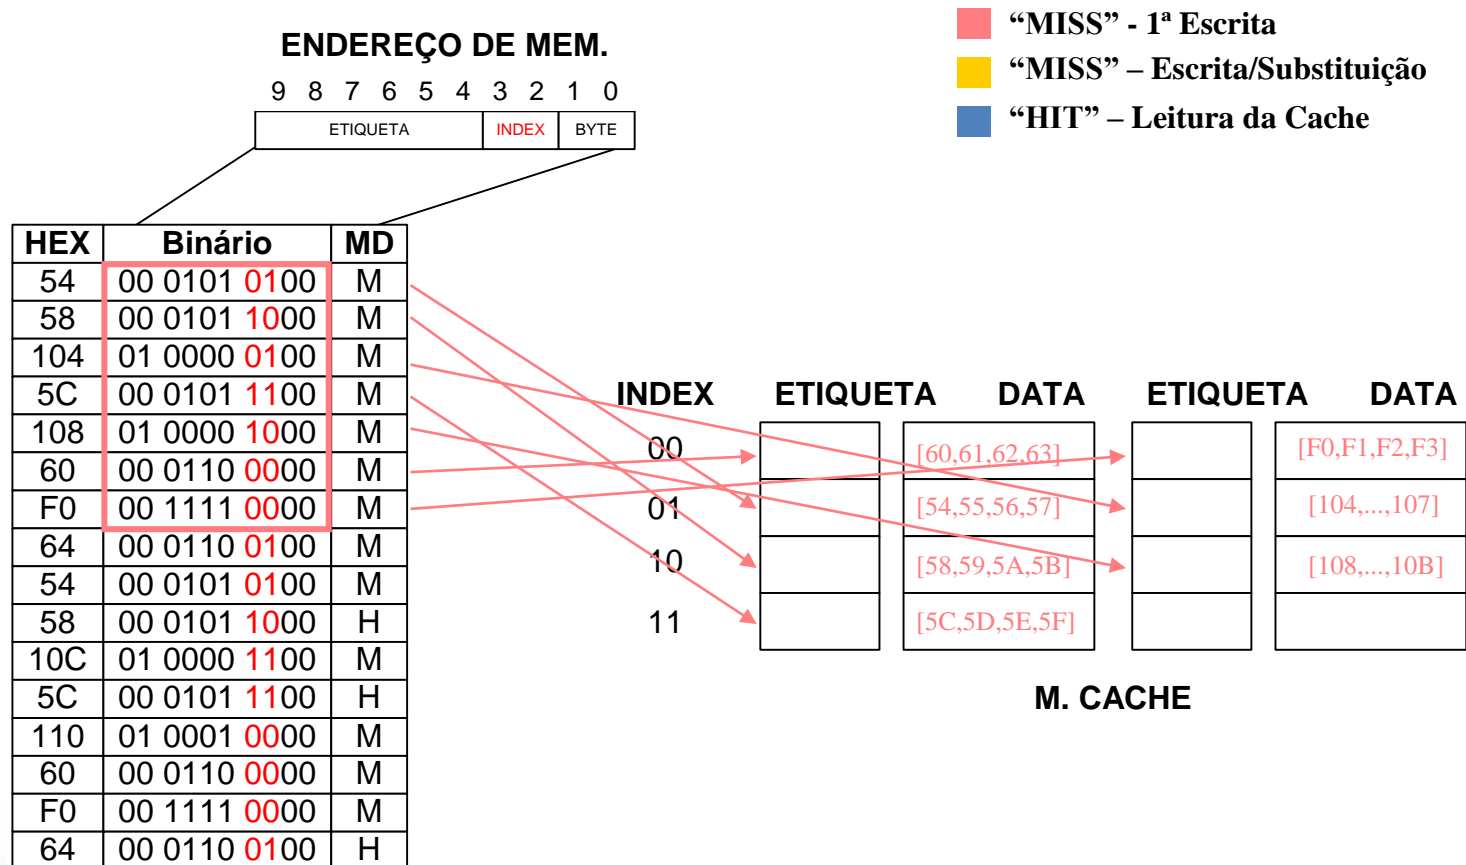 “MISS” - 1ª Escrita
“MISS” – Escrita/Substituição
“HIT” – Leitura da Cache
ENDEREÇO DE MEM.
9 8 7 6 5 4 3 2 1 0
ETIQUETA INDEX BYTE
HEX Binário MD
54 00 0101 0100 M
58 00 0101 1000 M
104 01 0000 0100 M
5C 00 0101 1100 M
108 01 0000 1000 M
60 00 0110 0000 M
F0 00 1111 0000 M
64 00 0110 0100 M
54 00 0101 0100 M
58 00 0101 1000 H
10C 01 0000 1100 M
5C 00 0101 1100 H
110 01 0001 0000 M
60 00 0110 0000 M
F0 00 1111 0000 M
64 00 0110 0100 H
INDEX ETIQUETA DATA ETIQUETA DATA
00 [60,61,62,63] [F0,F1,F2,F3]
01 [54,55,56,57] [104,...,107]
10 [58,59,5A,5B] [108,...,10B]
11 [5C,5D,5E,5F]
M. CACHE